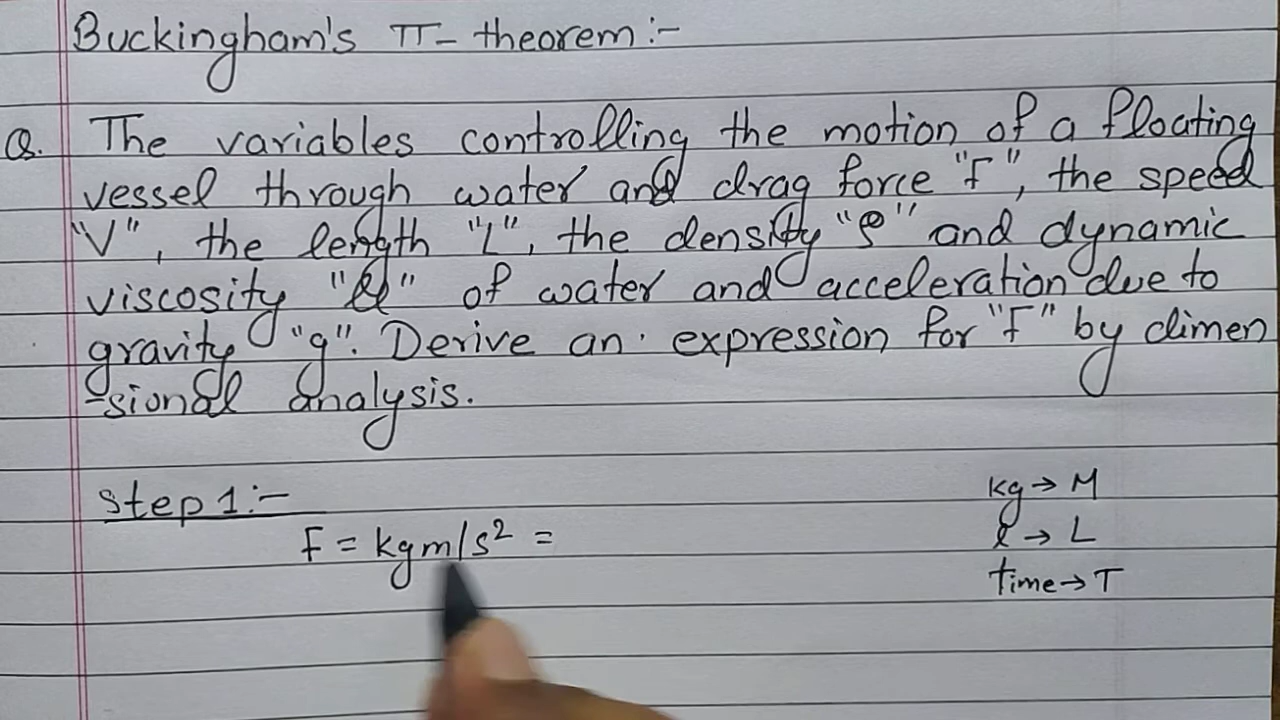 Buckingham's π- theorem:-
Q. The variables controlling the motion of a floating
vessel through water and drag force "F", the speed
"V", the length "L", the density "ρ" and dynamic
viscosity "μ" of water and acceleration due to
gravity "g". Derive an expression for "F" by dimen
-sional analysis.
Step 1:-
F = kgm/s² =
kg → M
l → L
time → T